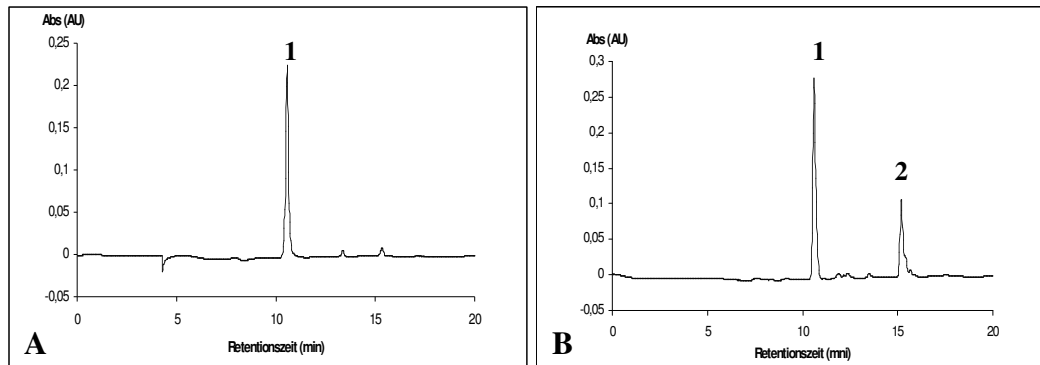 Abs (AU)
0,25
1
0,2
0,15
0,1
0,05
0
-0,05
0 5 10 15 20
A
Retentionszeit (min)
Abs (AU)
0,3
1
0,25
0,2
0,15
2
0,1
0,05
0
-0,05
0 5 10 15 20
B
Retentionszeit (mni)